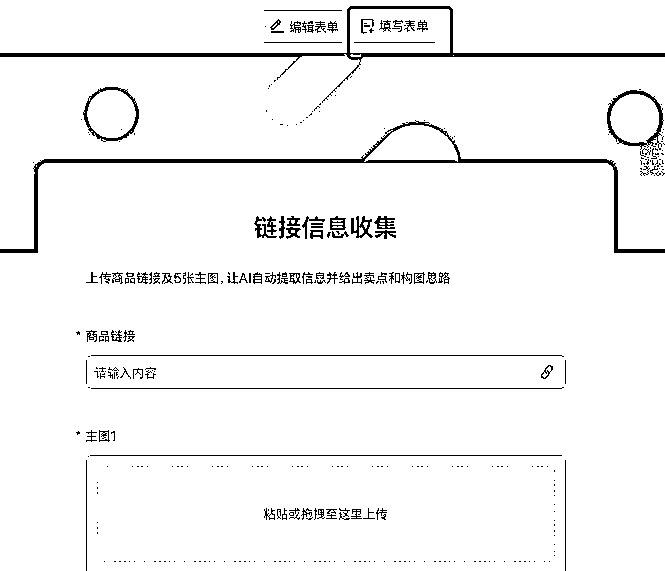 编辑表单 填写表单
链接信息收集
上传商品链接及5张主图，让AI自动提取信息并给出卖点和构图思路
* 商品链接
请输入内容
* 主图1
粘贴或拖拽至这里上传